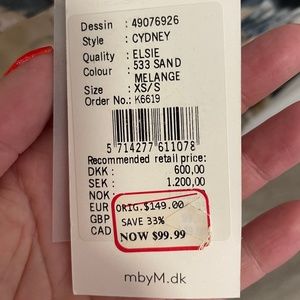 Dessin : 49076926
Style : CYDNEY
Quality : ELSIE
Colour : 533 SAND
MELANGE
Size : XS/S
Order No.: K6619
5 714277 611078
Recommended retail price:
DKK : 600,00
SEK : 1.200,00
NOK
EUR ORIG. $149.00
GBP SAVE 33%
CAD NOW $99.99
mbyM.dk